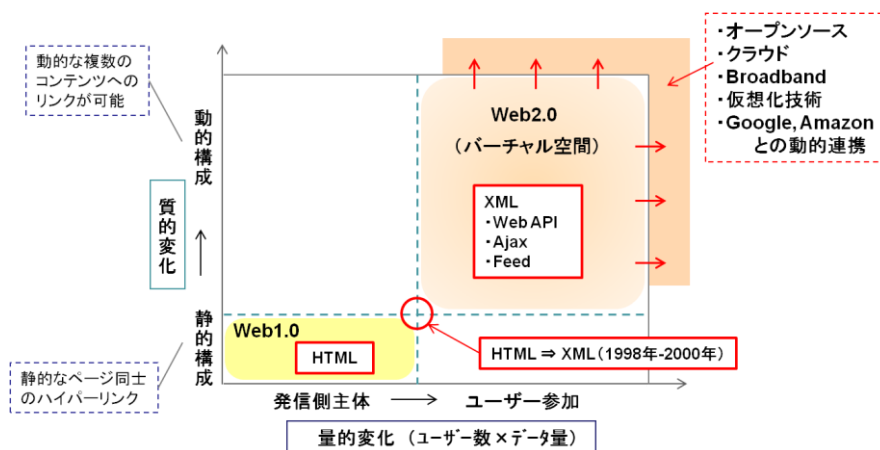 動的な複数の
コンテンツへの
リンクが可能
動的構成
質的変化
静的構成
静的なページ同士
のハイパーリンク
Web2.0
(バーチャル空間)
XML
・Web API
・Ajax
・Feed
・オープンソース
・クラウド
・Broadband
・仮想化技術
・Google, Amazon
との動的連携
Web1.0
HTML
HTML ⇒ XML(1998年-2000年)
発信側主体
ユーザー参加
量的変化 (ユーザー数×データ量)